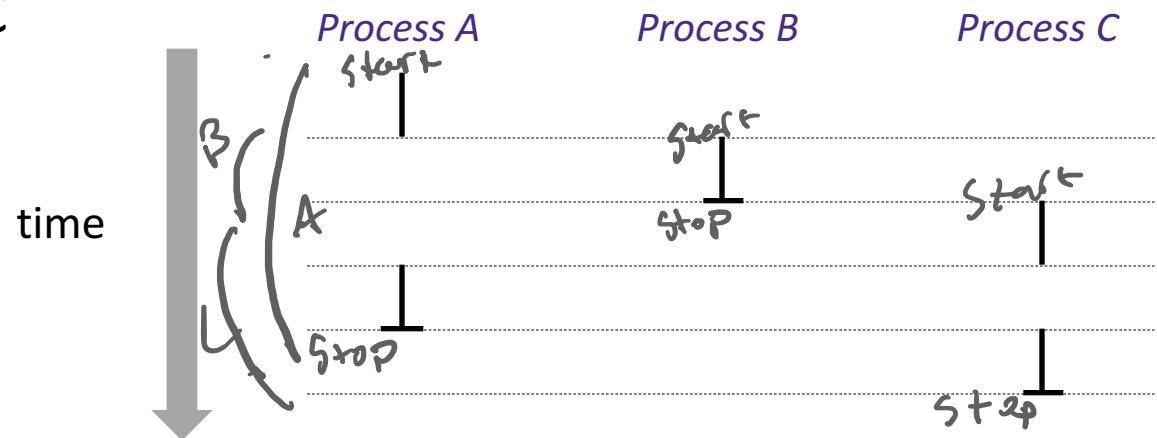 Process A Process B Process C
start
B
start
start
time
A
stop
stop
stop